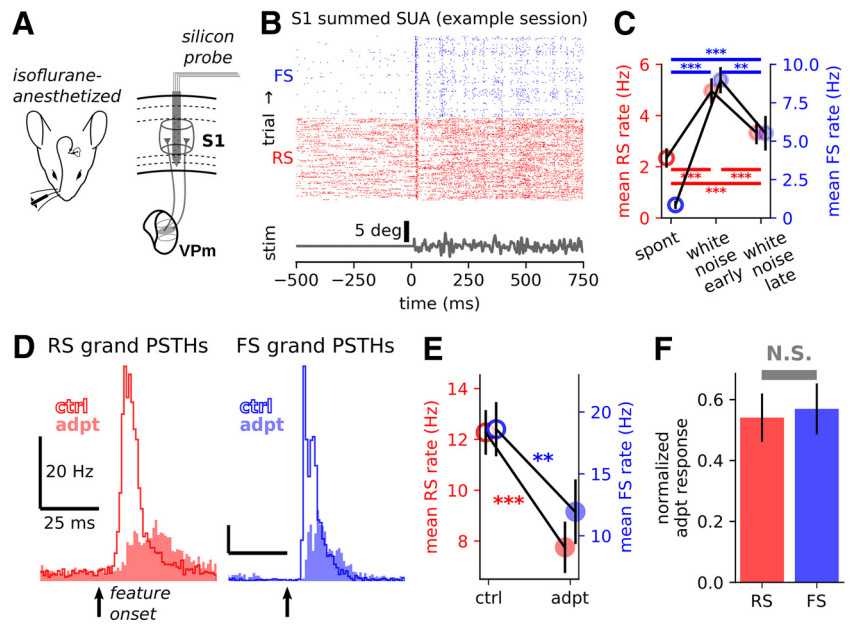 A
isoflurane-
anesthetized
silicon
probe
S1
VPm
B
S1 summed SUA (example session)
FS
trial →
RS
stim
5 deg
−500 −250 0 250 500 750
time (ms)
C
mean RS rate (Hz)
6
4
2
0
***
***
**
***
***
***
10.0
7.5
5.0
2.5
0
mean FS rate (Hz)
spont
white
noise
early
white
noise
late
D
RS grand PSTHs
FS grand PSTHs
ctrl
adpt
ctrl
adpt
20 Hz
25 ms
feature
onset
E
mean RS rate (Hz)
14
12
10
8
**
***
20
15
10
mean FS rate (Hz)
ctrl
adpt
F
N.S.
normalized
adpt response
0.6
0.4
0.2
0.0
RS
FS